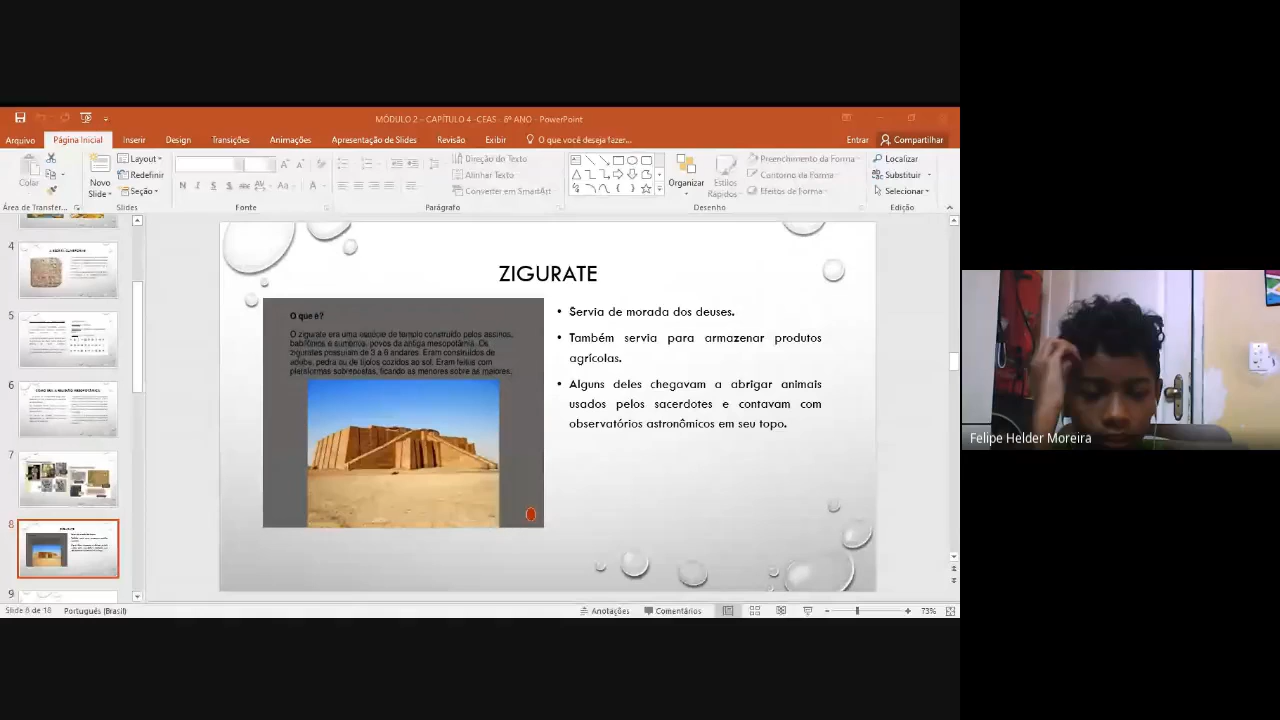 MÓDULO 2 - CAPÍTULO 4 -CEAS - 6º ANO - PowerPoint
Arquivo
Página Inicial
Inserir
Design
Transições
Animações
Apresentação de Slides
Revisão
Exibir
O que você deseja fazer...
Entrar
Compartilhar
Colar
Novo
Slide
Layout
Redefinir
Seção
Direção do Texto
Alinhar Texto
Converter em SmartArt
Organizar
Estilos
Rápidos
Preenchimento da Forma
Contorno da Forma
Efeitos de Forma
Localizar
Substituir
Selecionar
Área de Transfer...
Slides
Fonte
Parágrafo
Desenho
Edição
4
5
6
7
8
9
ZIGURATE
O que é?
O zigurate era uma espécie de templo construído pelos assírios,
babilônios e sumérios, povos da antiga mesopotâmia. Os
zigurates possuíam de 3 a 6 andares. Eram construídos de
adobe, pedra ou de tijolos cozidos ao sol. Eram feitos com
plataformas sobrepostas, ficando as menores sobre as maiores.
• Servia de morada dos deuses.
• Também servia para armazenar produtos
agrícolas.
• Alguns deles chegavam a abrigar animais
usados pelos sacerdotes e contavam com
observatórios astronômicos em seu topo.
Slide 8 de 18
Português (Brasil)
Anotações
Comentários
73%
Felipe Helder Moreira